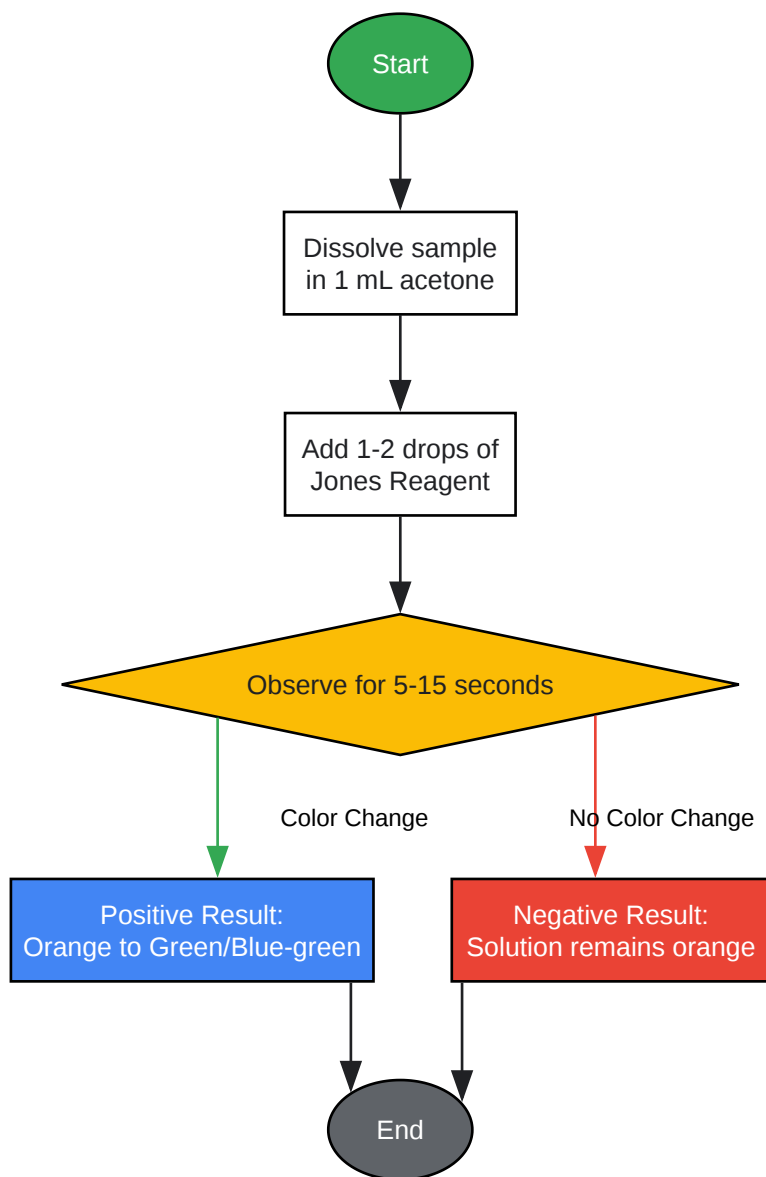 Start
Dissolve sample
in 1 mL acetone
Add 1-2 drops of
Jones Reagent
Observe for 5-15 seconds
Color Change
No Color Change
Positive Result:
Orange to Green/Blue-green
Negative Result:
Solution remains orange
End